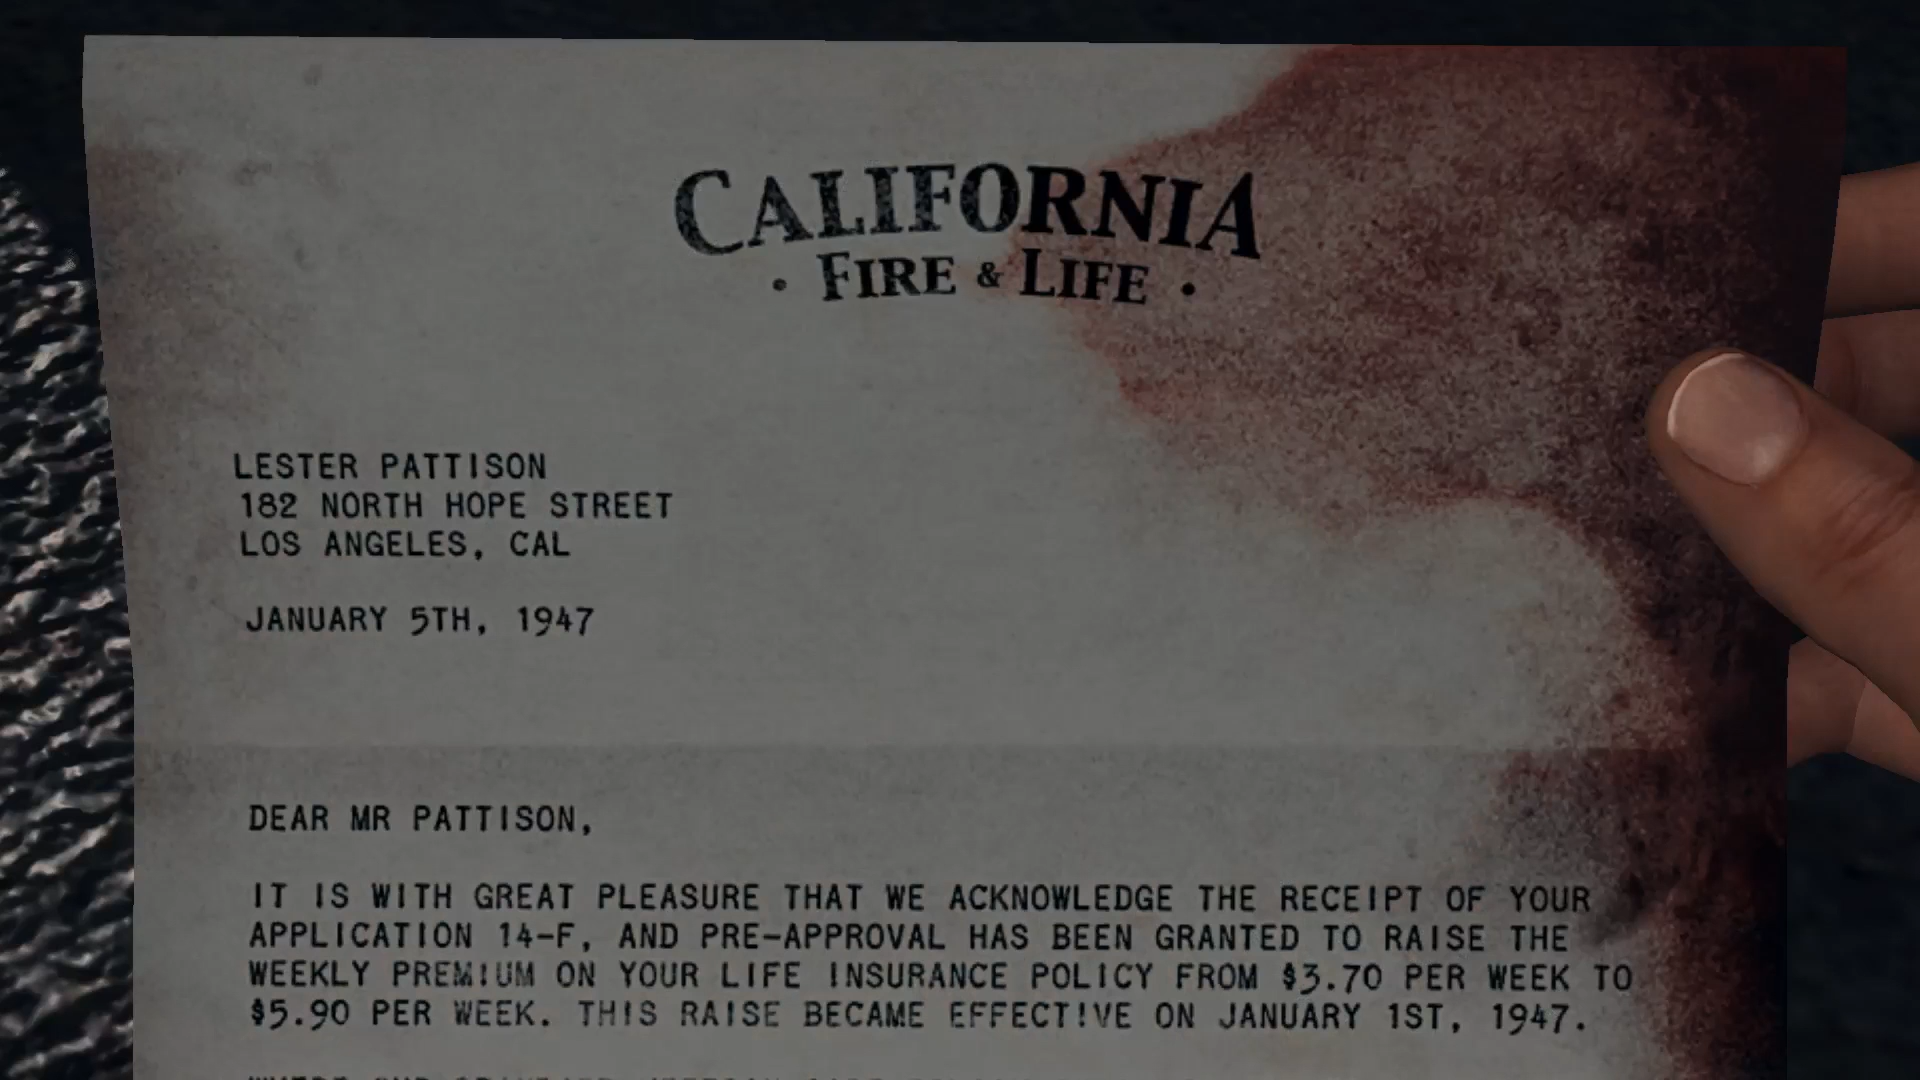 CALIFORNIA
• FIRE & LIFE •
LESTER PATTISON
182 NORTH HOPE STREET
LOS ANGELES, CAL
JANUARY 5TH, 1947
DEAR MR PATTISON,
IT IS WITH GREAT PLEASURE THAT WE ACKNOWLEDGE THE RECEIPT OF YOUR
APPLICATION 14-F, AND PRE-APPROVAL HAS BEEN GRANTED TO RAISE THE
WEEKLY PREMIUM ON YOUR LIFE INSURANCE POLICY FROM $3.70 PER WEEK TO
$5.90 PER WEEK. THIS RAISE BECAME EFFECTIVE ON JANUARY 1ST, 1947.